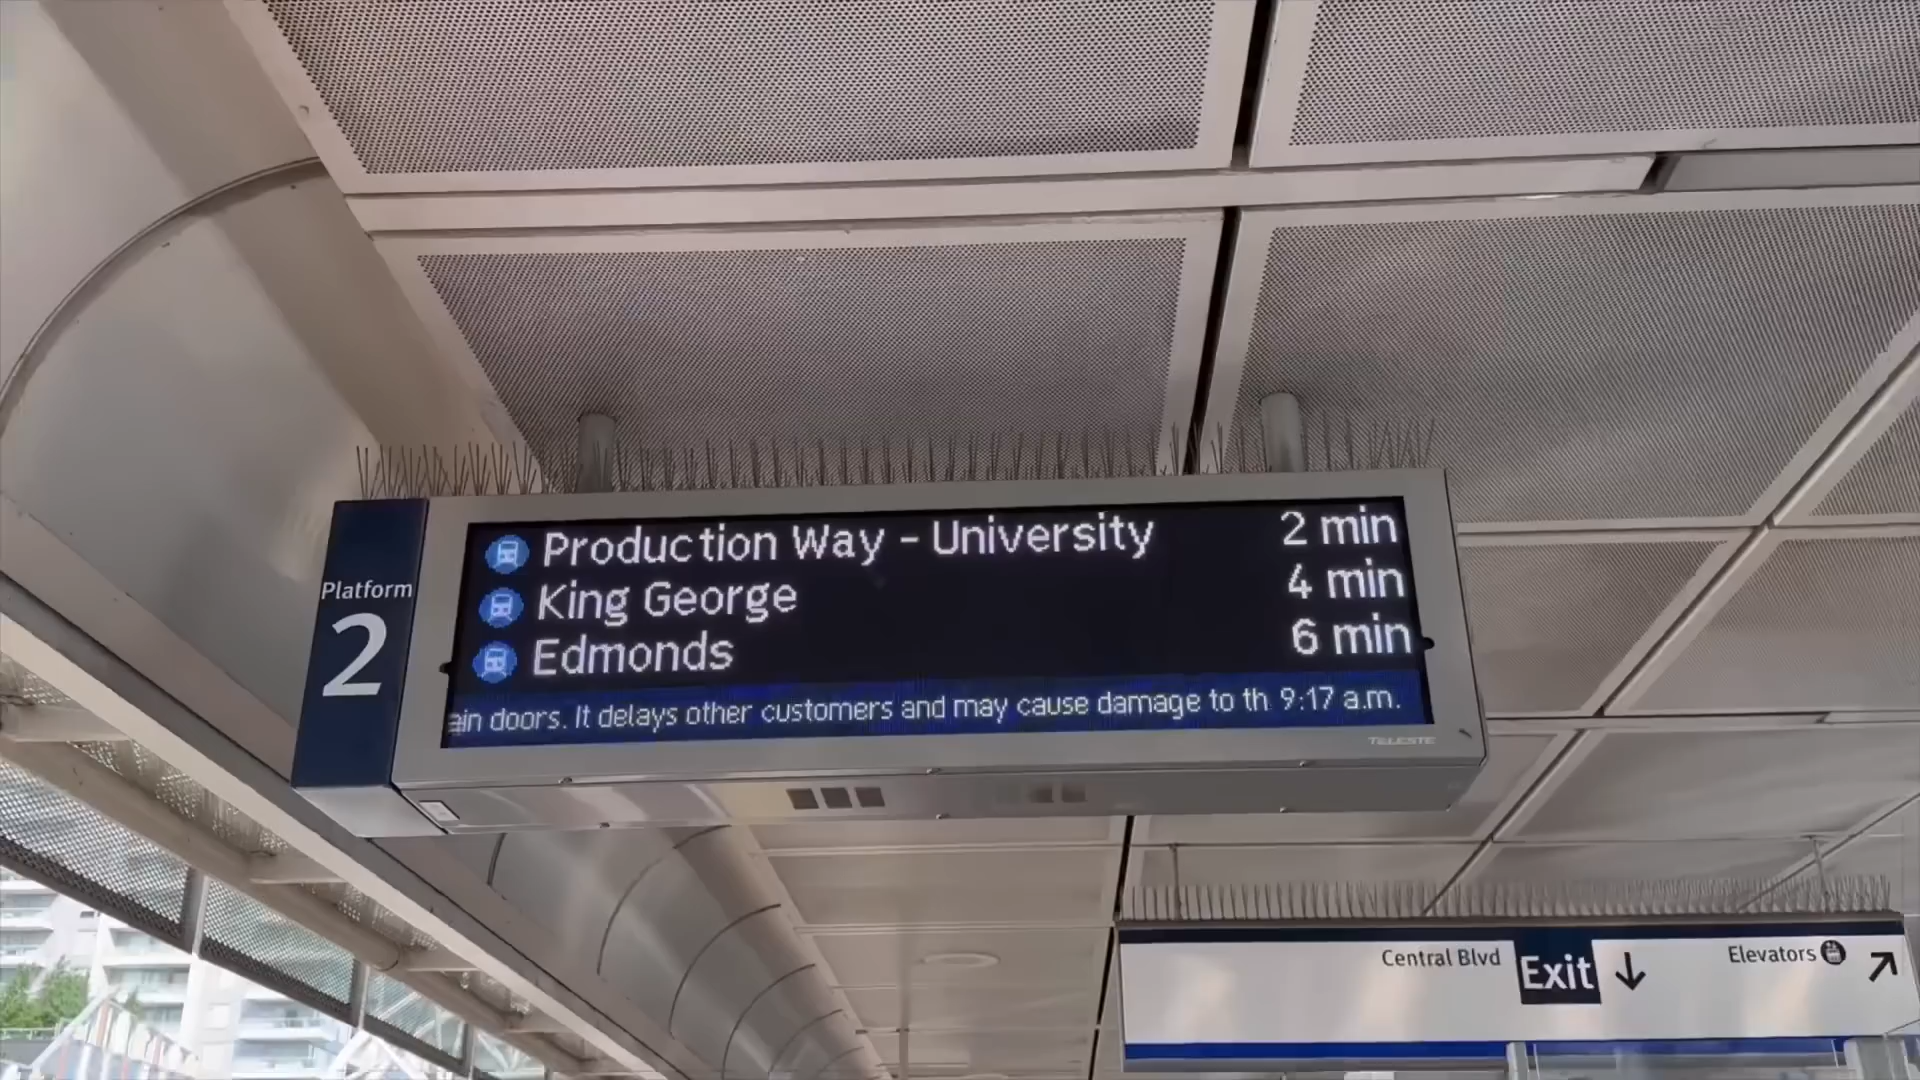 Platform
2
Production Way - University 2 min
King George 4 min
Edmonds 6 min
ain doors. It delays other customers and may cause damage to th 9:17 a.m.
TELESTE
Central Blvd Exit ↓ Elevators ↗